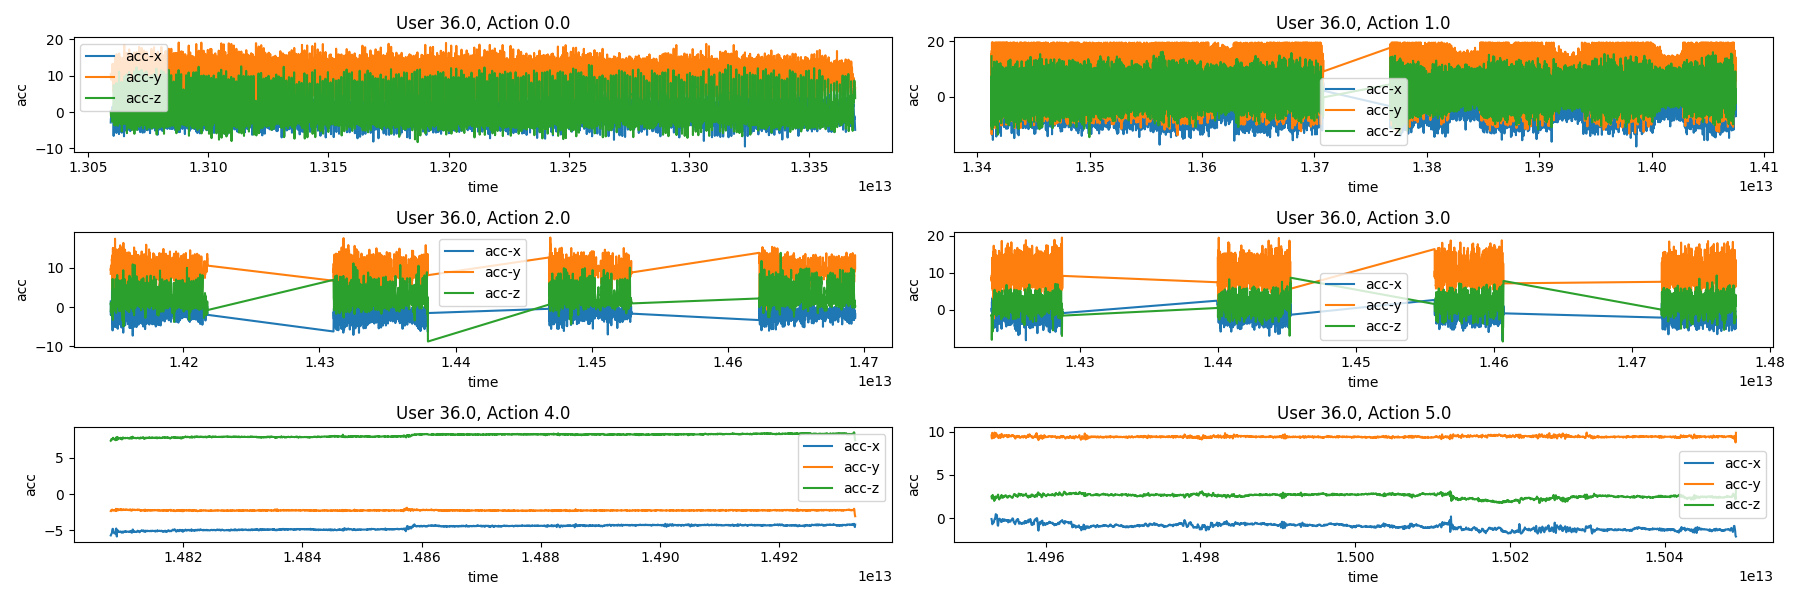 User 36.0, Action 0.0
20
10
0
−10
acc
acc-x
acc-y
acc-z
1.305 1.310 1.315 1.320 1.325 1.330 1.335
1e13
time
User 36.0, Action 1.0
20
0
acc
acc-x
acc-y
acc-z
1.34 1.35 1.36 1.37 1.38 1.39 1.40 1.41
1e13
time
User 36.0, Action 2.0
10
0
−10
acc
acc-x
acc-y
acc-z
1.42 1.43 1.44 1.45 1.46 1.47
1e13
time
User 36.0, Action 3.0
20
10
0
acc
acc-x
acc-y
acc-z
1.43 1.44 1.45 1.46 1.47 1.48
1e13
time
User 36.0, Action 4.0
5
0
−5
acc
acc-x
acc-y
acc-z
1.482 1.484 1.486 1.488 1.490 1.492
1e13
time
User 36.0, Action 5.0
10
5
0
acc
acc-x
acc-y
acc-z
1.496 1.498 1.500 1.502 1.504
1e13
time